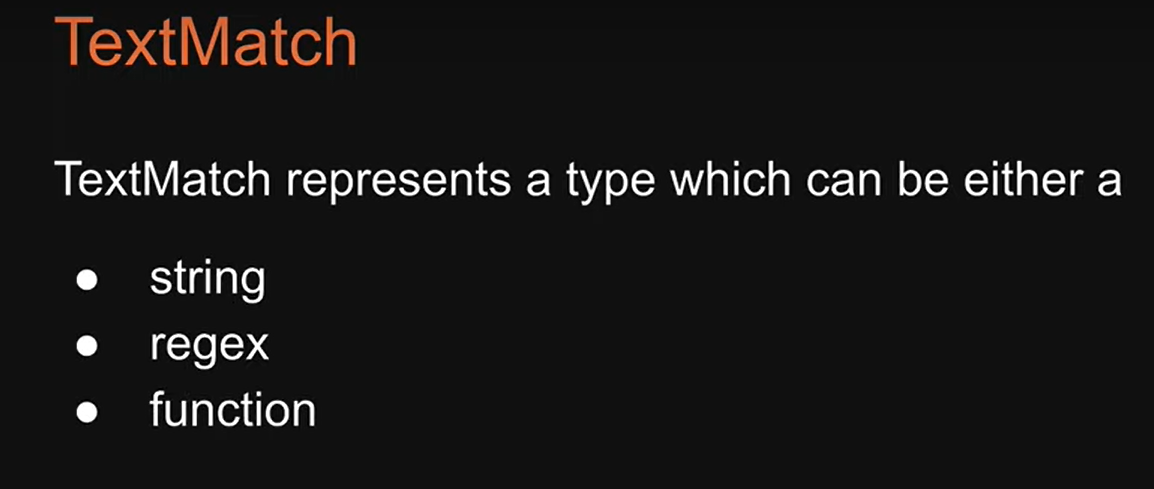 TextMatch
TextMatch represents a type which can be either a
● string
● regex
● function